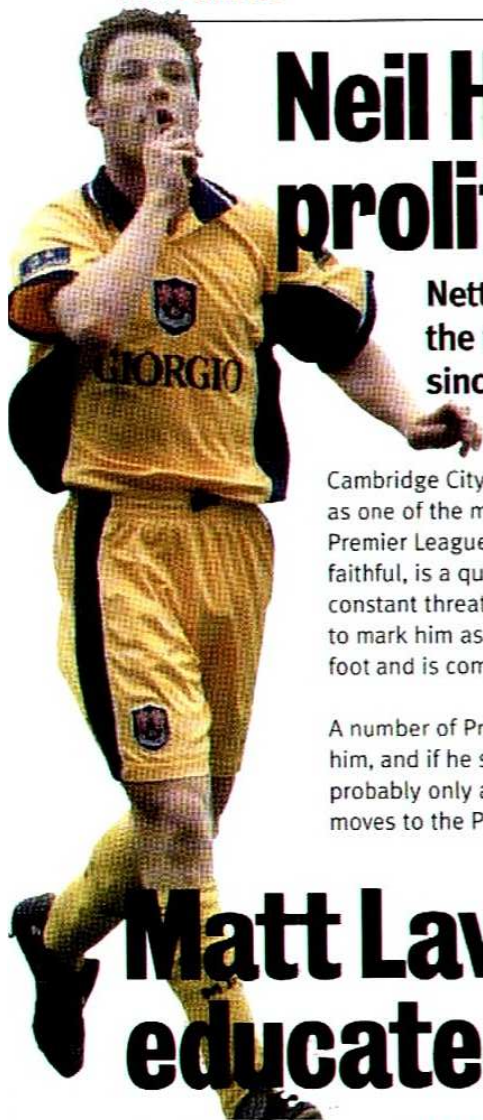 Neil H
prolif
Nett
the
sinc
GIORGIO
Cambridge City
as one of the m
Premier League
faithful, is a qu
constant threat
to mark him as
foot and is com
A number of Pr
him, and if he s
probably only a
moves to the P
Matt Lav
educate